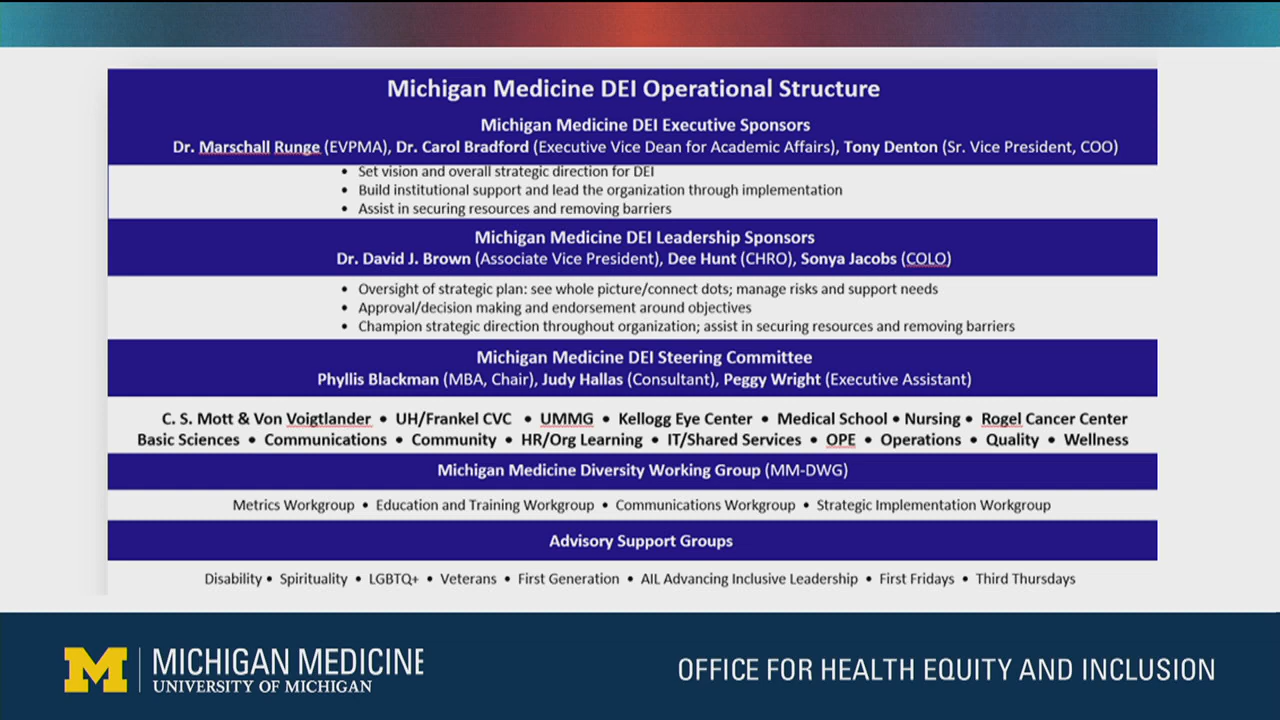 Michigan Medicine DEI Operational Structure
Michigan Medicine DEI Executive Sponsors
Dr. Marschall Runge (EVPMA), Dr. Carol Bradford (Executive Vice Dean for Academic Affairs), Tony Denton (Sr. Vice President, COO)
• Set vision and overall strategic direction for DEI
• Build institutional support and lead the organization through implementation
• Assist in securing resources and removing barriers
Michigan Medicine DEI Leadership Sponsors
Dr. David J. Brown (Associate Vice President), Dee Hunt (CHRO), Sonya Jacobs (COLO)
• Oversight of strategic plan: see whole picture/connect dots; manage risks and support needs
• Approval/decision making and endorsement around objectives
• Champion strategic direction throughout organization; assist in securing resources and removing barriers
Michigan Medicine DEI Steering Committee
Phyllis Blackman (MBA, Chair), Judy Hallas (Consultant), Peggy Wright (Executive Assistant)
C. S. Mott & Von Voigtlander • UH/Frankel CVC • UMMG • Kellogg Eye Center • Medical School • Nursing • Rogel Cancer Center
Basic Sciences • Communications • Community • HR/Org Learning • IT/Shared Services • OPE • Operations • Quality • Wellness
Michigan Medicine Diversity Working Group (MM-DWG)
Metrics Workgroup • Education and Training Workgroup • Communications Workgroup • Strategic Implementation Workgroup
Advisory Support Groups
Disability • Spirituality • LGBTQ+ • Veterans • First Generation • AIL Advancing Inclusive Leadership • First Fridays • Third Thursdays
M MICHIGAN MEDICINE
UNIVERSITY OF MICHIGAN
OFFICE FOR HEALTH EQUITY AND INCLUSION